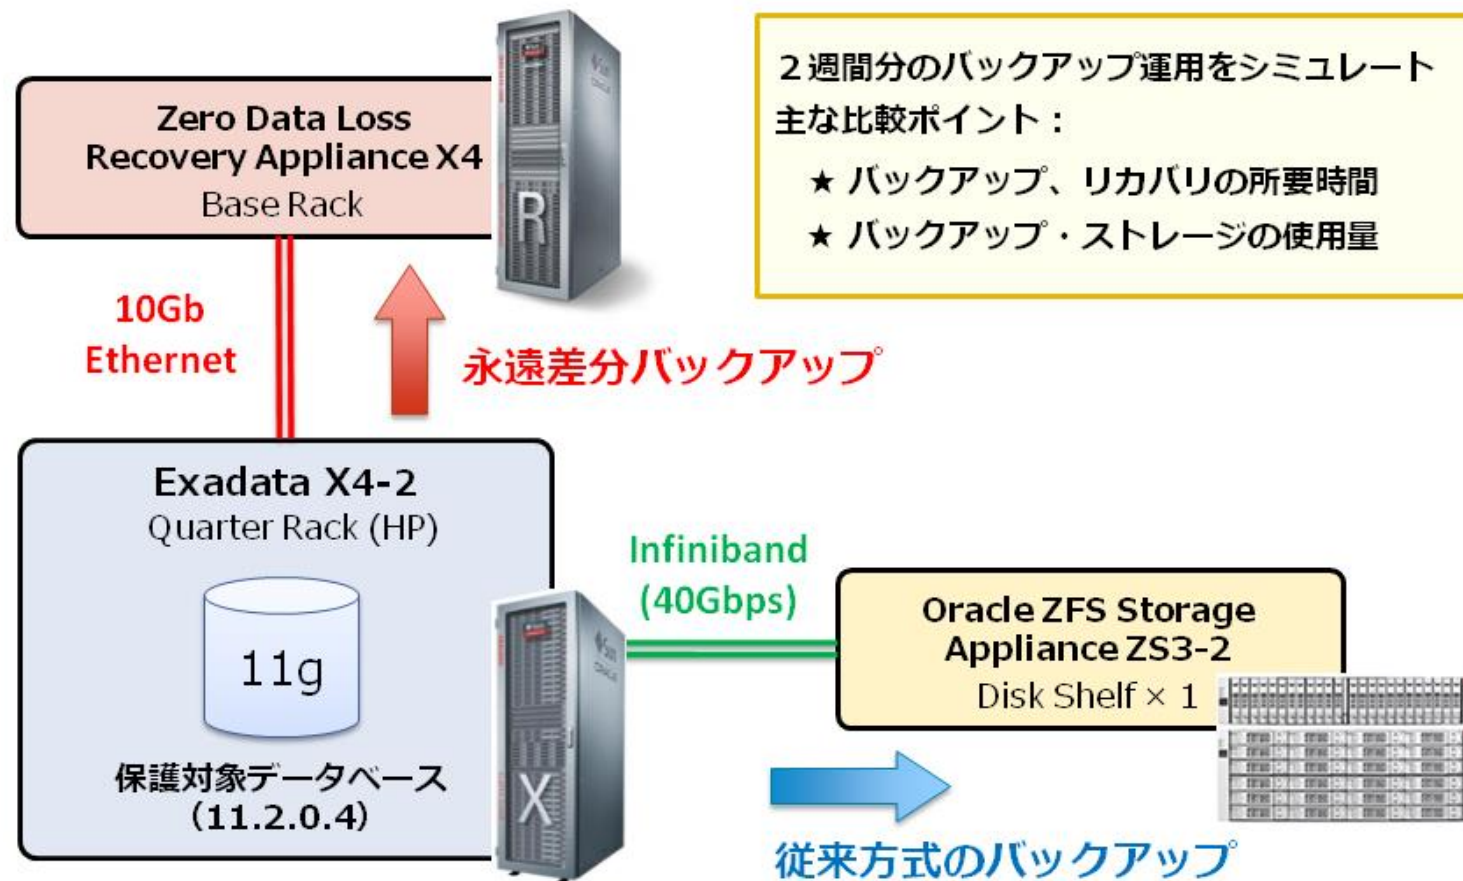 Zero Data Loss
Recovery Appliance X4
Base Rack
R
２週間分のバックアップ運用をシミュレート
主な比較ポイント：
★ バックアップ、リカバリの所要時間
★ バックアップ・ストレージの使用量
10Gb
Ethernet
永遠差分バックアップ
Exadata X4-2
Quarter Rack (HP)
11g
保護対象データベース
（11.2.0.4）
X
Infiniband
(40Gbps)
Oracle ZFS Storage
Appliance ZS3-2
Disk Shelf × 1
従来方式のバックアップ